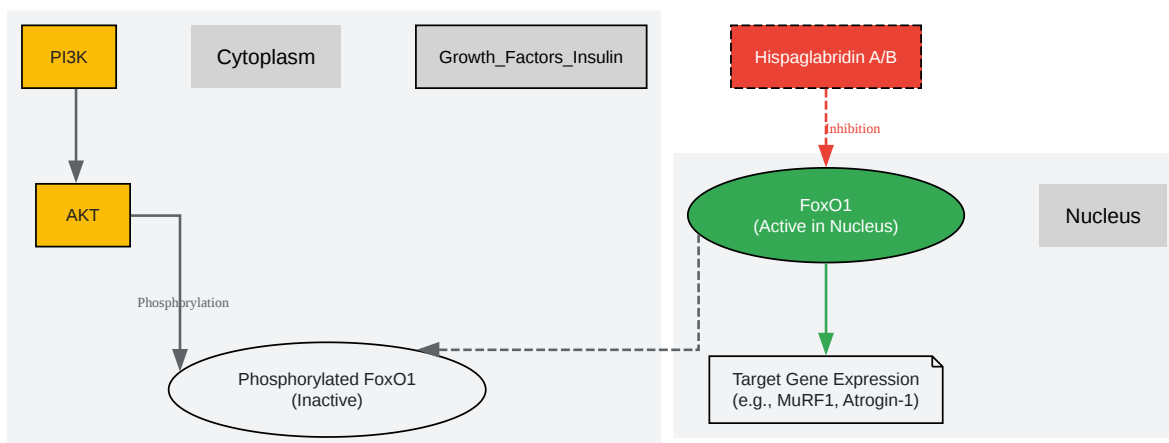 PI3K
Cytoplasm
Growth_Factors_Insulin
Hispaglabridin A/B
Inhibition
AKT
FoxO1
(Active in Nucleus)
Nucleus
Phosphorylation
Phosphorylated FoxO1
(Inactive)
Target Gene Expression
(e.g., MuRF1, Atrogin-1)